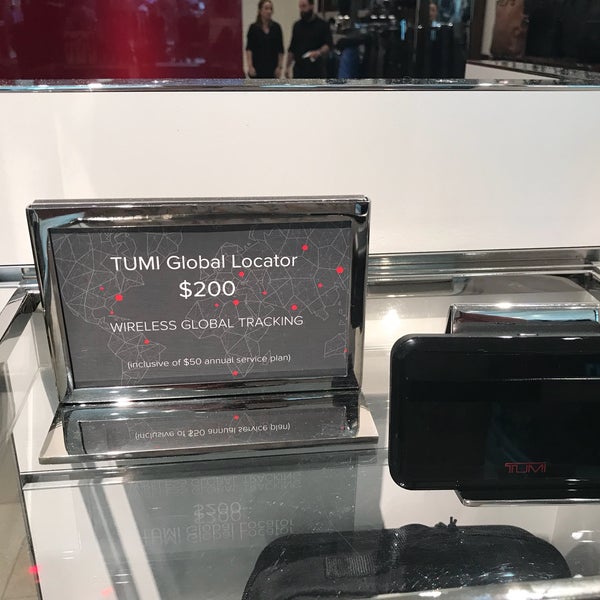 TUMI Global Locator
$200
WIRELESS GLOBAL TRACKING
(inclusive of $50 annual service plan)
TUMI